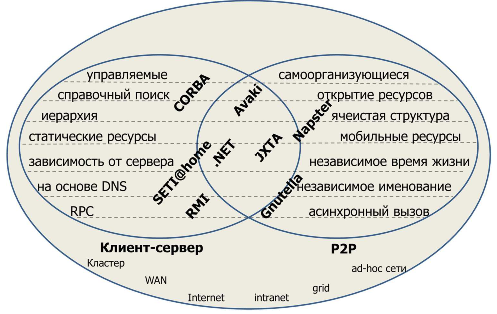 управляемые
самоорганизующиеся
CORBA
Avaki
справочный поиск
открытие ресурсов
иерархия
ячеистая структура
Napster
статические ресурсы
мобильные ресурсы
SETI@home
.NET
JXTA
зависимость от сервера
независимое время жизни
на основе DNS
независимое именование
RMI
Gnutella
RPC
асинхронный вызов
Клиент-сервер
P2P
Кластер
ad-hoc сети
WAN
grid
Internet
intranet